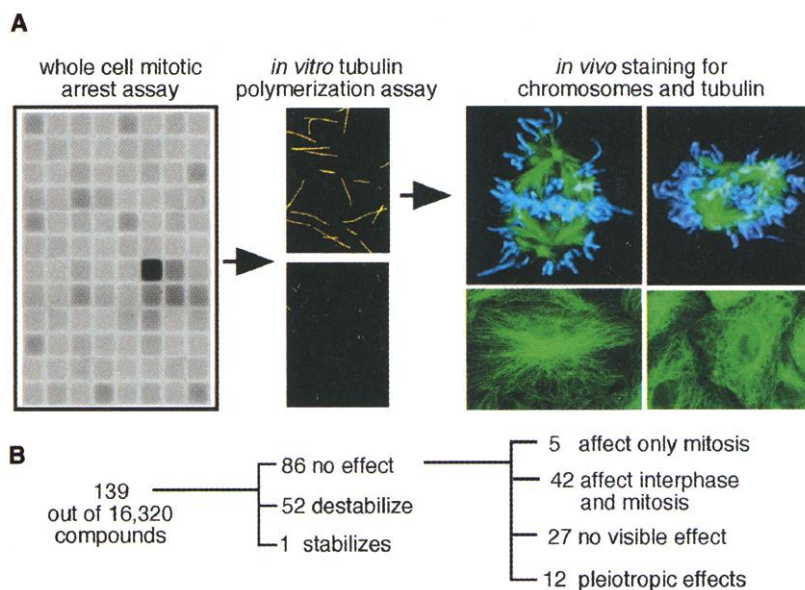 A
whole cell mitotic
arrest assay
in vitro tubulin
polymerization assay
in vivo staining for
chromosomes and tubulin
B
139
out of 16,320
compounds
86 no effect
52 destabilize
1 stabilizes
5 affect only mitosis
42 affect interphase
and mitosis
27 no visible effect
12 pleiotropic effects